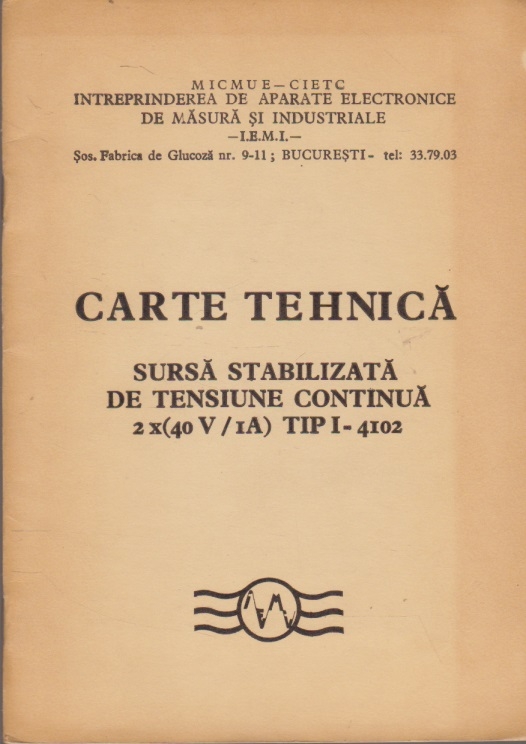 MICMUE – CIETC
INTREPRINDEREA DE APARATE ELECTRONICE
DE MĂSURĂ ȘI INDUSTRIALE
—I.E.M.I.—
Șos. Fabrica de Glucoză nr. 9-11 ; BUCUREȘTI - tel: 33.79.03
CARTE TEHNICĂ
SURSĂ STABILIZATĂ
DE TENSIUNE CONTINUĂ
2 x(40 V / 1A) TIP I - 4102
IEMI